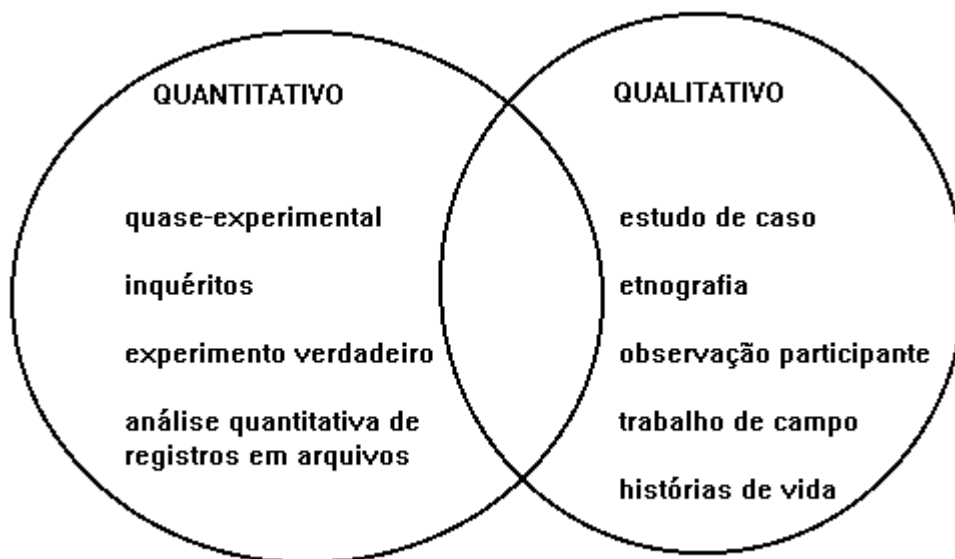 QUANTITATIVO
quase-experimental
inquéritos
experimento verdadeiro
análise quantitativa de
registros em arquivos
QUALITATIVO
estudo de caso
etnografia
observação participante
trabalho de campo
histórias de vida